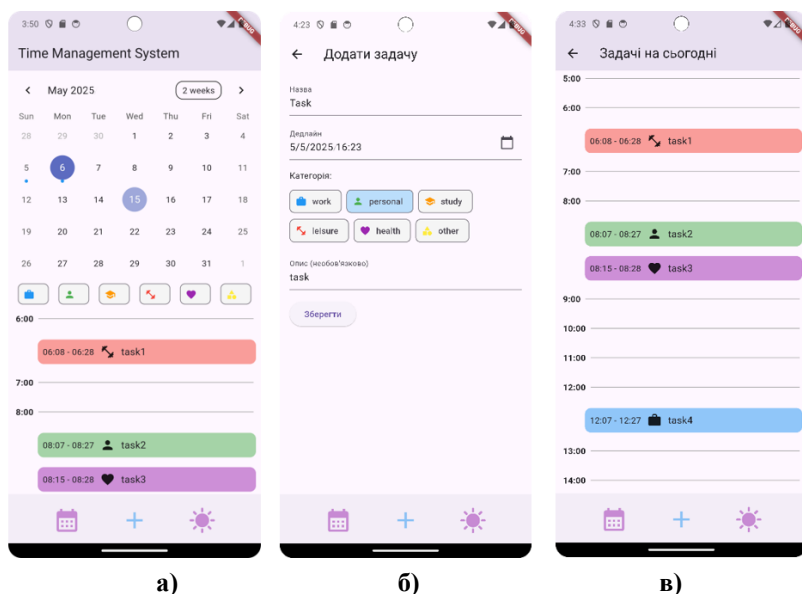 3:50
DEBUG
Time Management System
May 2025
2 weeks
Sun Mon Tue Wed Thu Fri Sat
28 29 30 1 2 3 4
5 6 7 8 9 10 11
12 13 14 15 16 17 18
19 20 21 22 23 24 25
26 27 28 29 30 31 1
6:00
06:08 - 06:28 task1
7:00
8:00
08:07 - 08:27 task2
08:15 - 08:28 task3
а)
4:23
DEBUG
Додати задачу
Назва
Task
Дедлайн
5/5/2025 16:23
Категорія:
work personal study
leisure health other
Опис (необов'язково)
task
Зберегти
б)
4:33
DEBUG
Задачі на сьогодні
5:00
6:00
06:08 - 06:28 task1
7:00
8:00
08:07 - 08:27 task2
08:15 - 08:28 task3
9:00
10:00
11:00
12:00
12:07 - 12:27 task4
13:00
14:00
в)